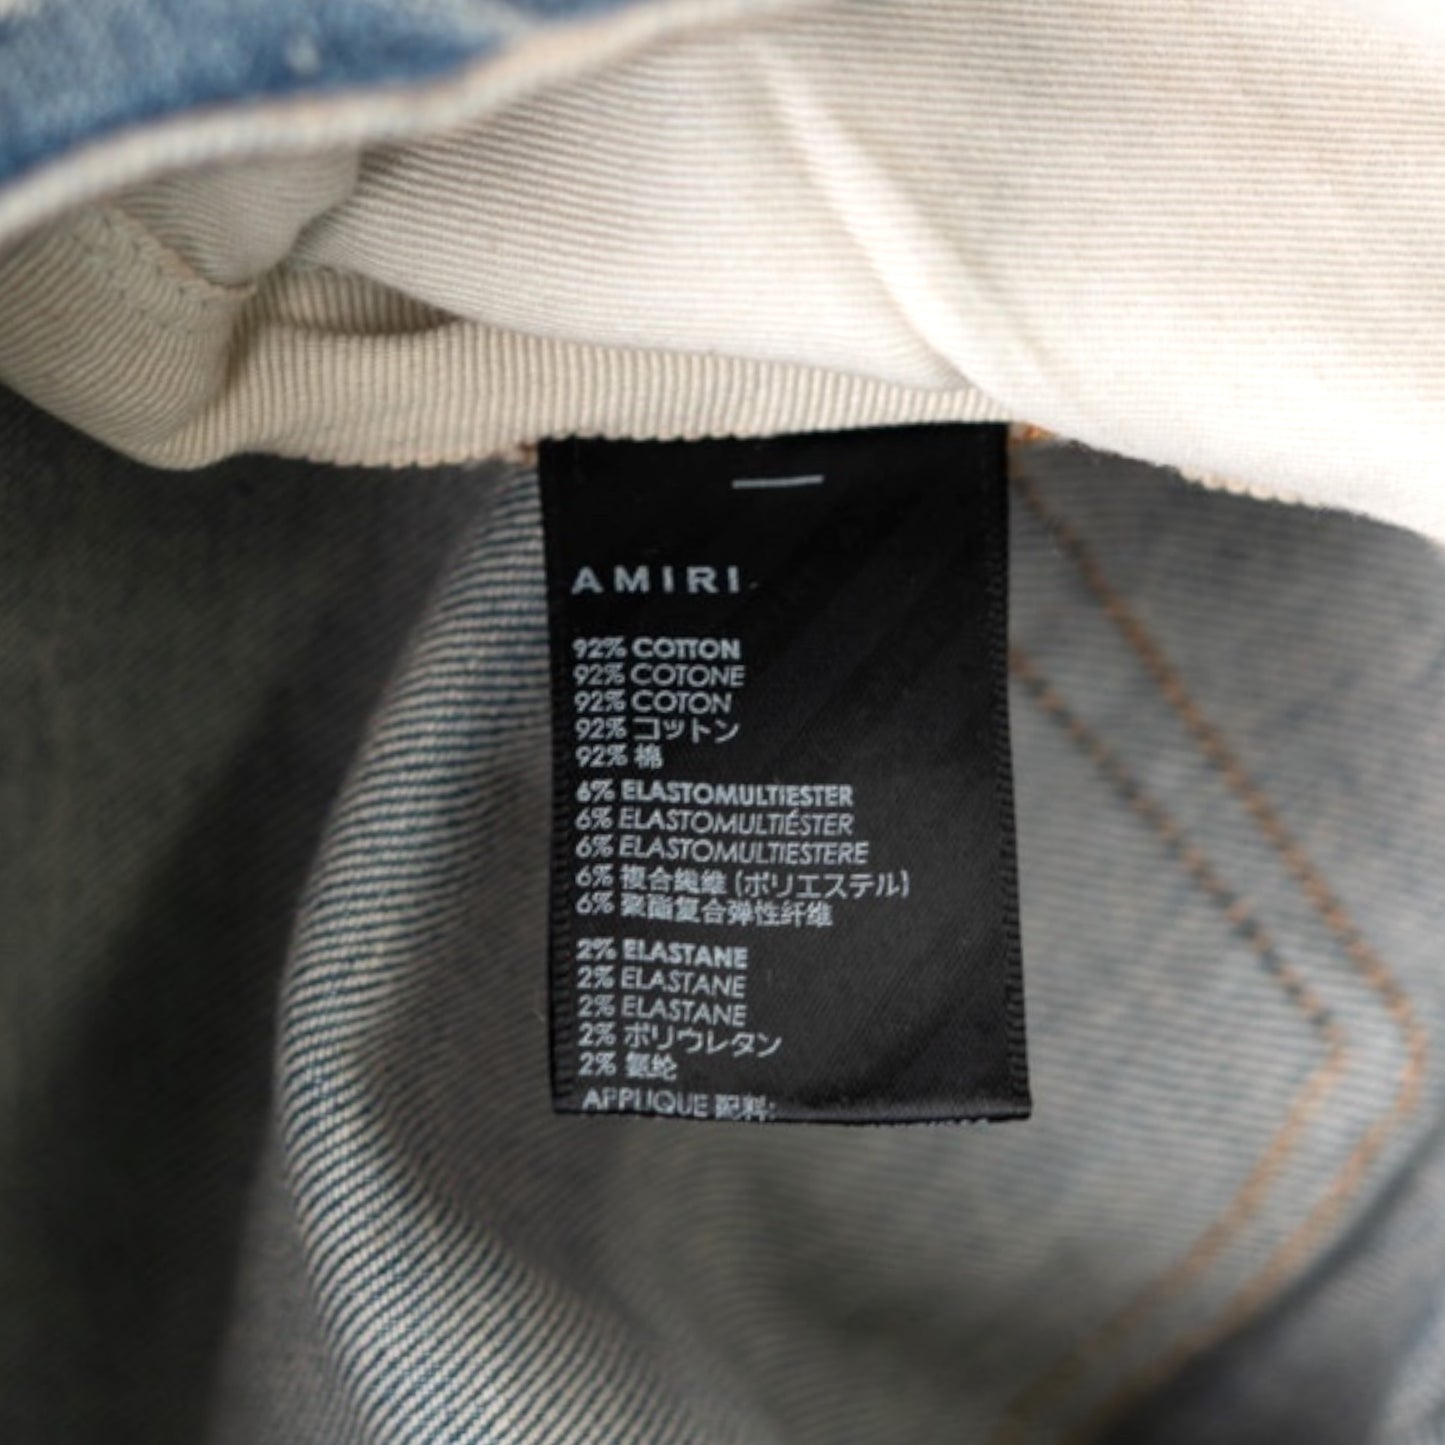 AMIRI
92% COTTON
92% COTONE
92% COTON
92% コットン
92% 棉
6% ELASTOMULTIESTER
6% ELASTOMULTIÉSTER
6% ELASTOMULTIESTERE
6% 複合繊維 (ポリエステル)
6% 聚酯复合弹性纤维
2% ELASTANE
2% ELASTANE
2% ELASTANE
2% ポリウレタン
2% 氨纶
APPLIQUE 配料: